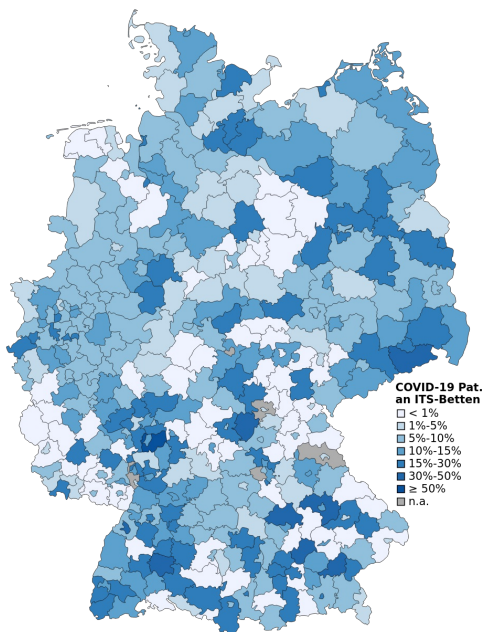 COVID-19 Pat.
an ITS-Betten
< 1%
1%-5%
5%-10%
10%-15%
15%-30%
30%-50%
≥ 50%
n.a.